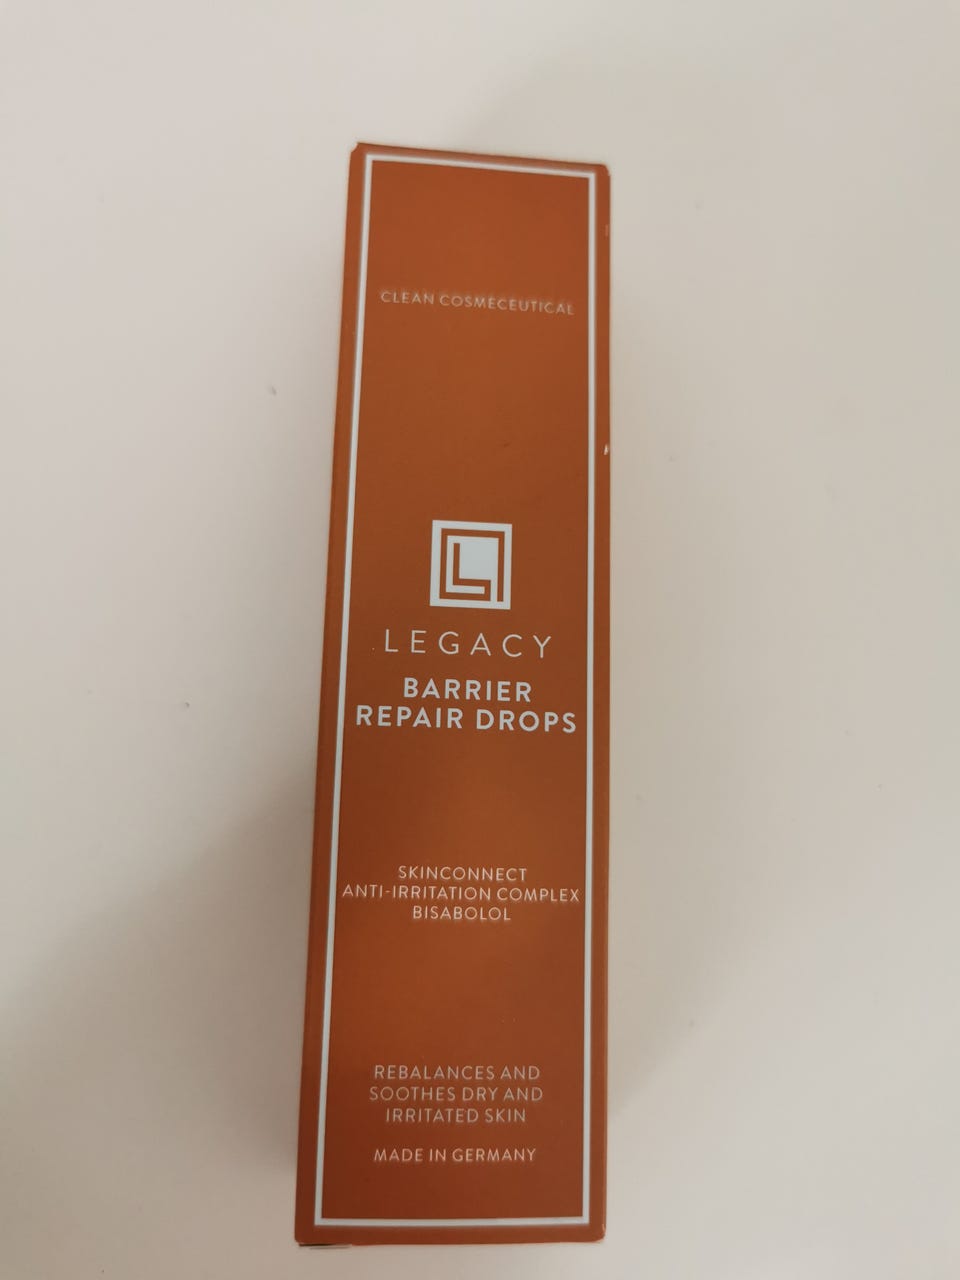 CLEAN COSMECEUTICAL
LEGACY
BARRIER
REPAIR DROPS
SKINCONNECT
ANTI-IRRITATION COMPLEX
BISABOLOL
REBALANCES AND
SOOTHES DRY AND
IRRITATED SKIN
MADE IN GERMANY